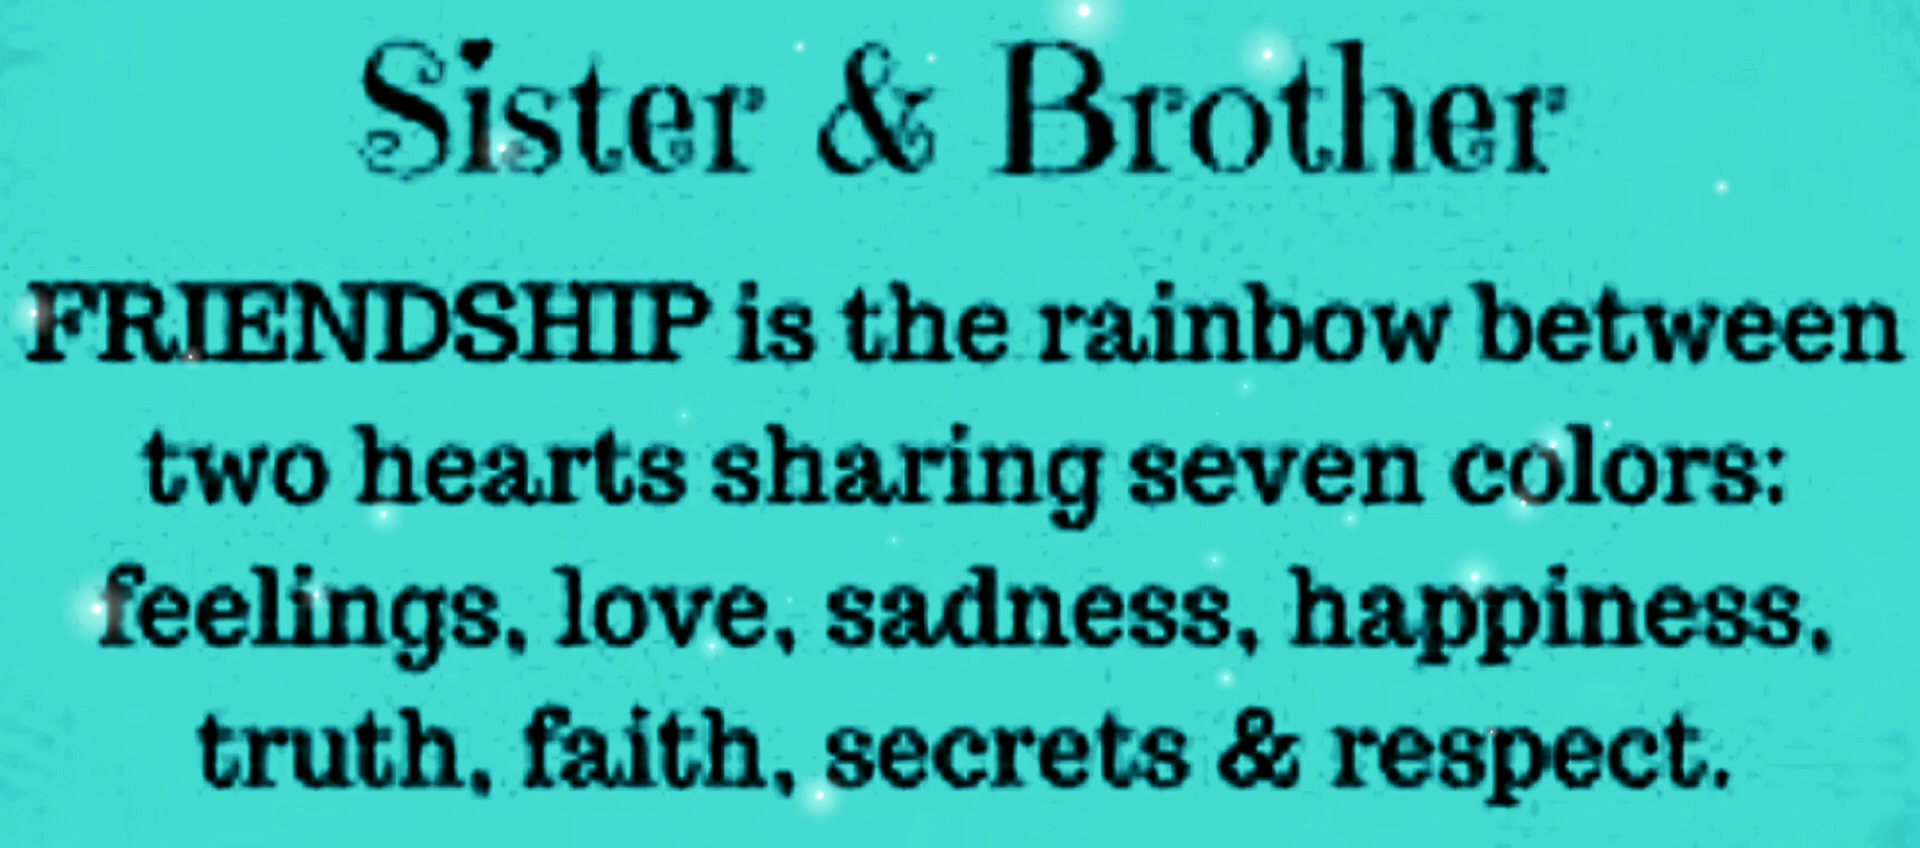 Sister & Brother
FRIENDSHIP is the rainbow between
two hearts sharing seven colors:
feelings, love, sadness, happiness,
truth, faith, secrets & respect.